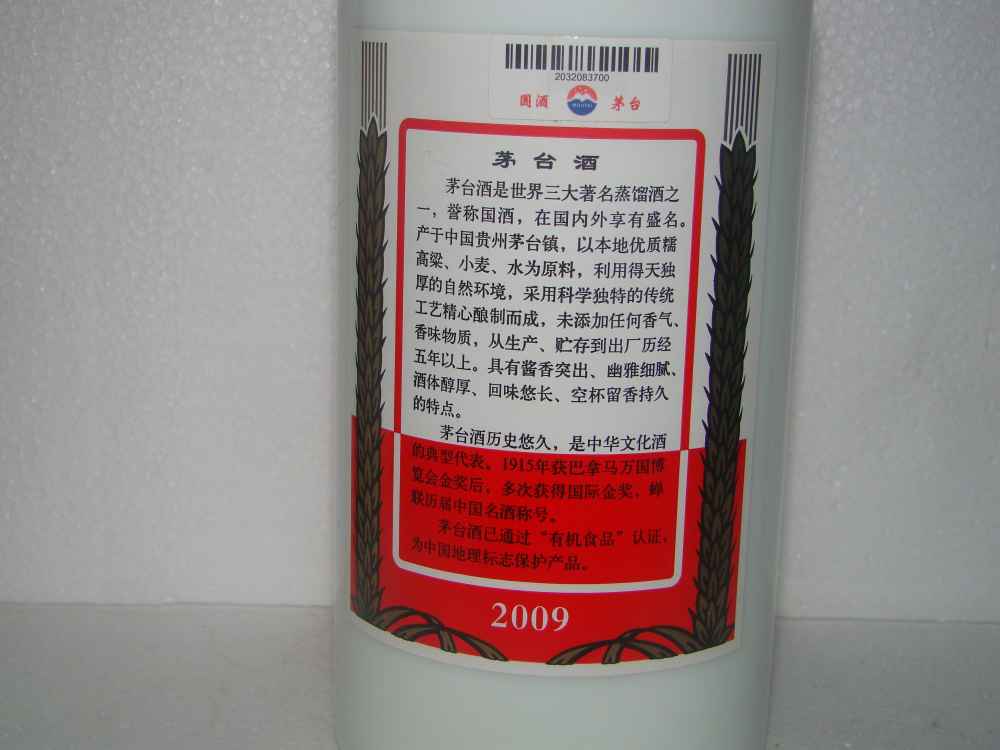 2032083700
国酒 茅台
MOUTAI
茅台酒
茅台酒是世界三大著名蒸馏酒之
一，誉称国酒，在国内外享有盛名。
产于中国贵州茅台镇，以本地优质糯
高粱、小麦、水为原料，利用得天独
厚的自然环境，采用科学独特的传统
工艺精心酿制而成，未添加任何香气、
香味物质，从生产、贮存到出厂历经
五年以上。具有酱香突出、幽雅细腻、
酒体醇厚、回味悠长、空杯留香持久
的特点。
茅台酒历史悠久，是中华文化酒
的典型代表。1915年获巴拿马万国博
览会金奖后，多次获得国际金奖，蝉
联历届中国名酒称号。
茅台酒已通过“有机食品”认证，
为中国地理标志保护产品。
2009